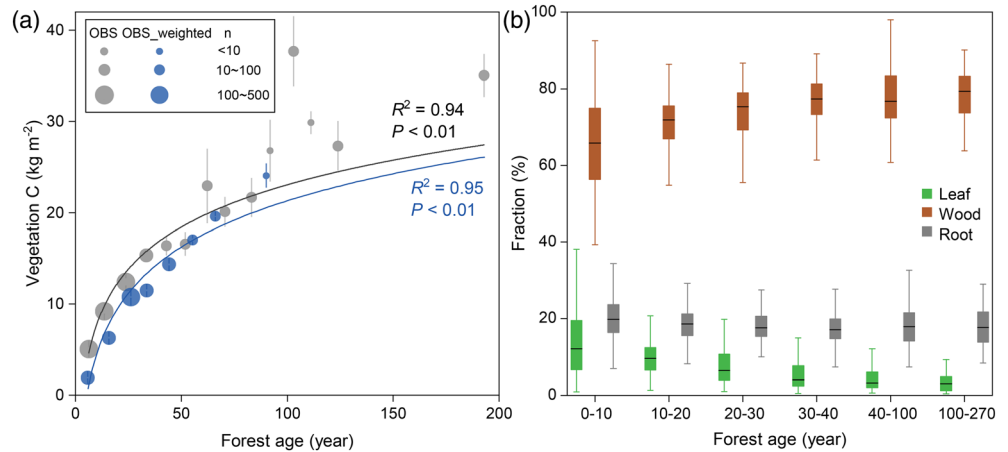 (a)
OBS OBS_weighted n
<10
10~100
100~500
R² = 0.94
P < 0.01
R² = 0.95
P < 0.01
Vegetation C (kg m⁻²)
40
30
20
10
0
0 50 100 150 200
Forest age (year)
(b)
Fraction (%)
100
80
60
40
20
0
Leaf
Wood
Root
0-10 10-20 20-30 30-40 40-100 100-270
Forest age (year)